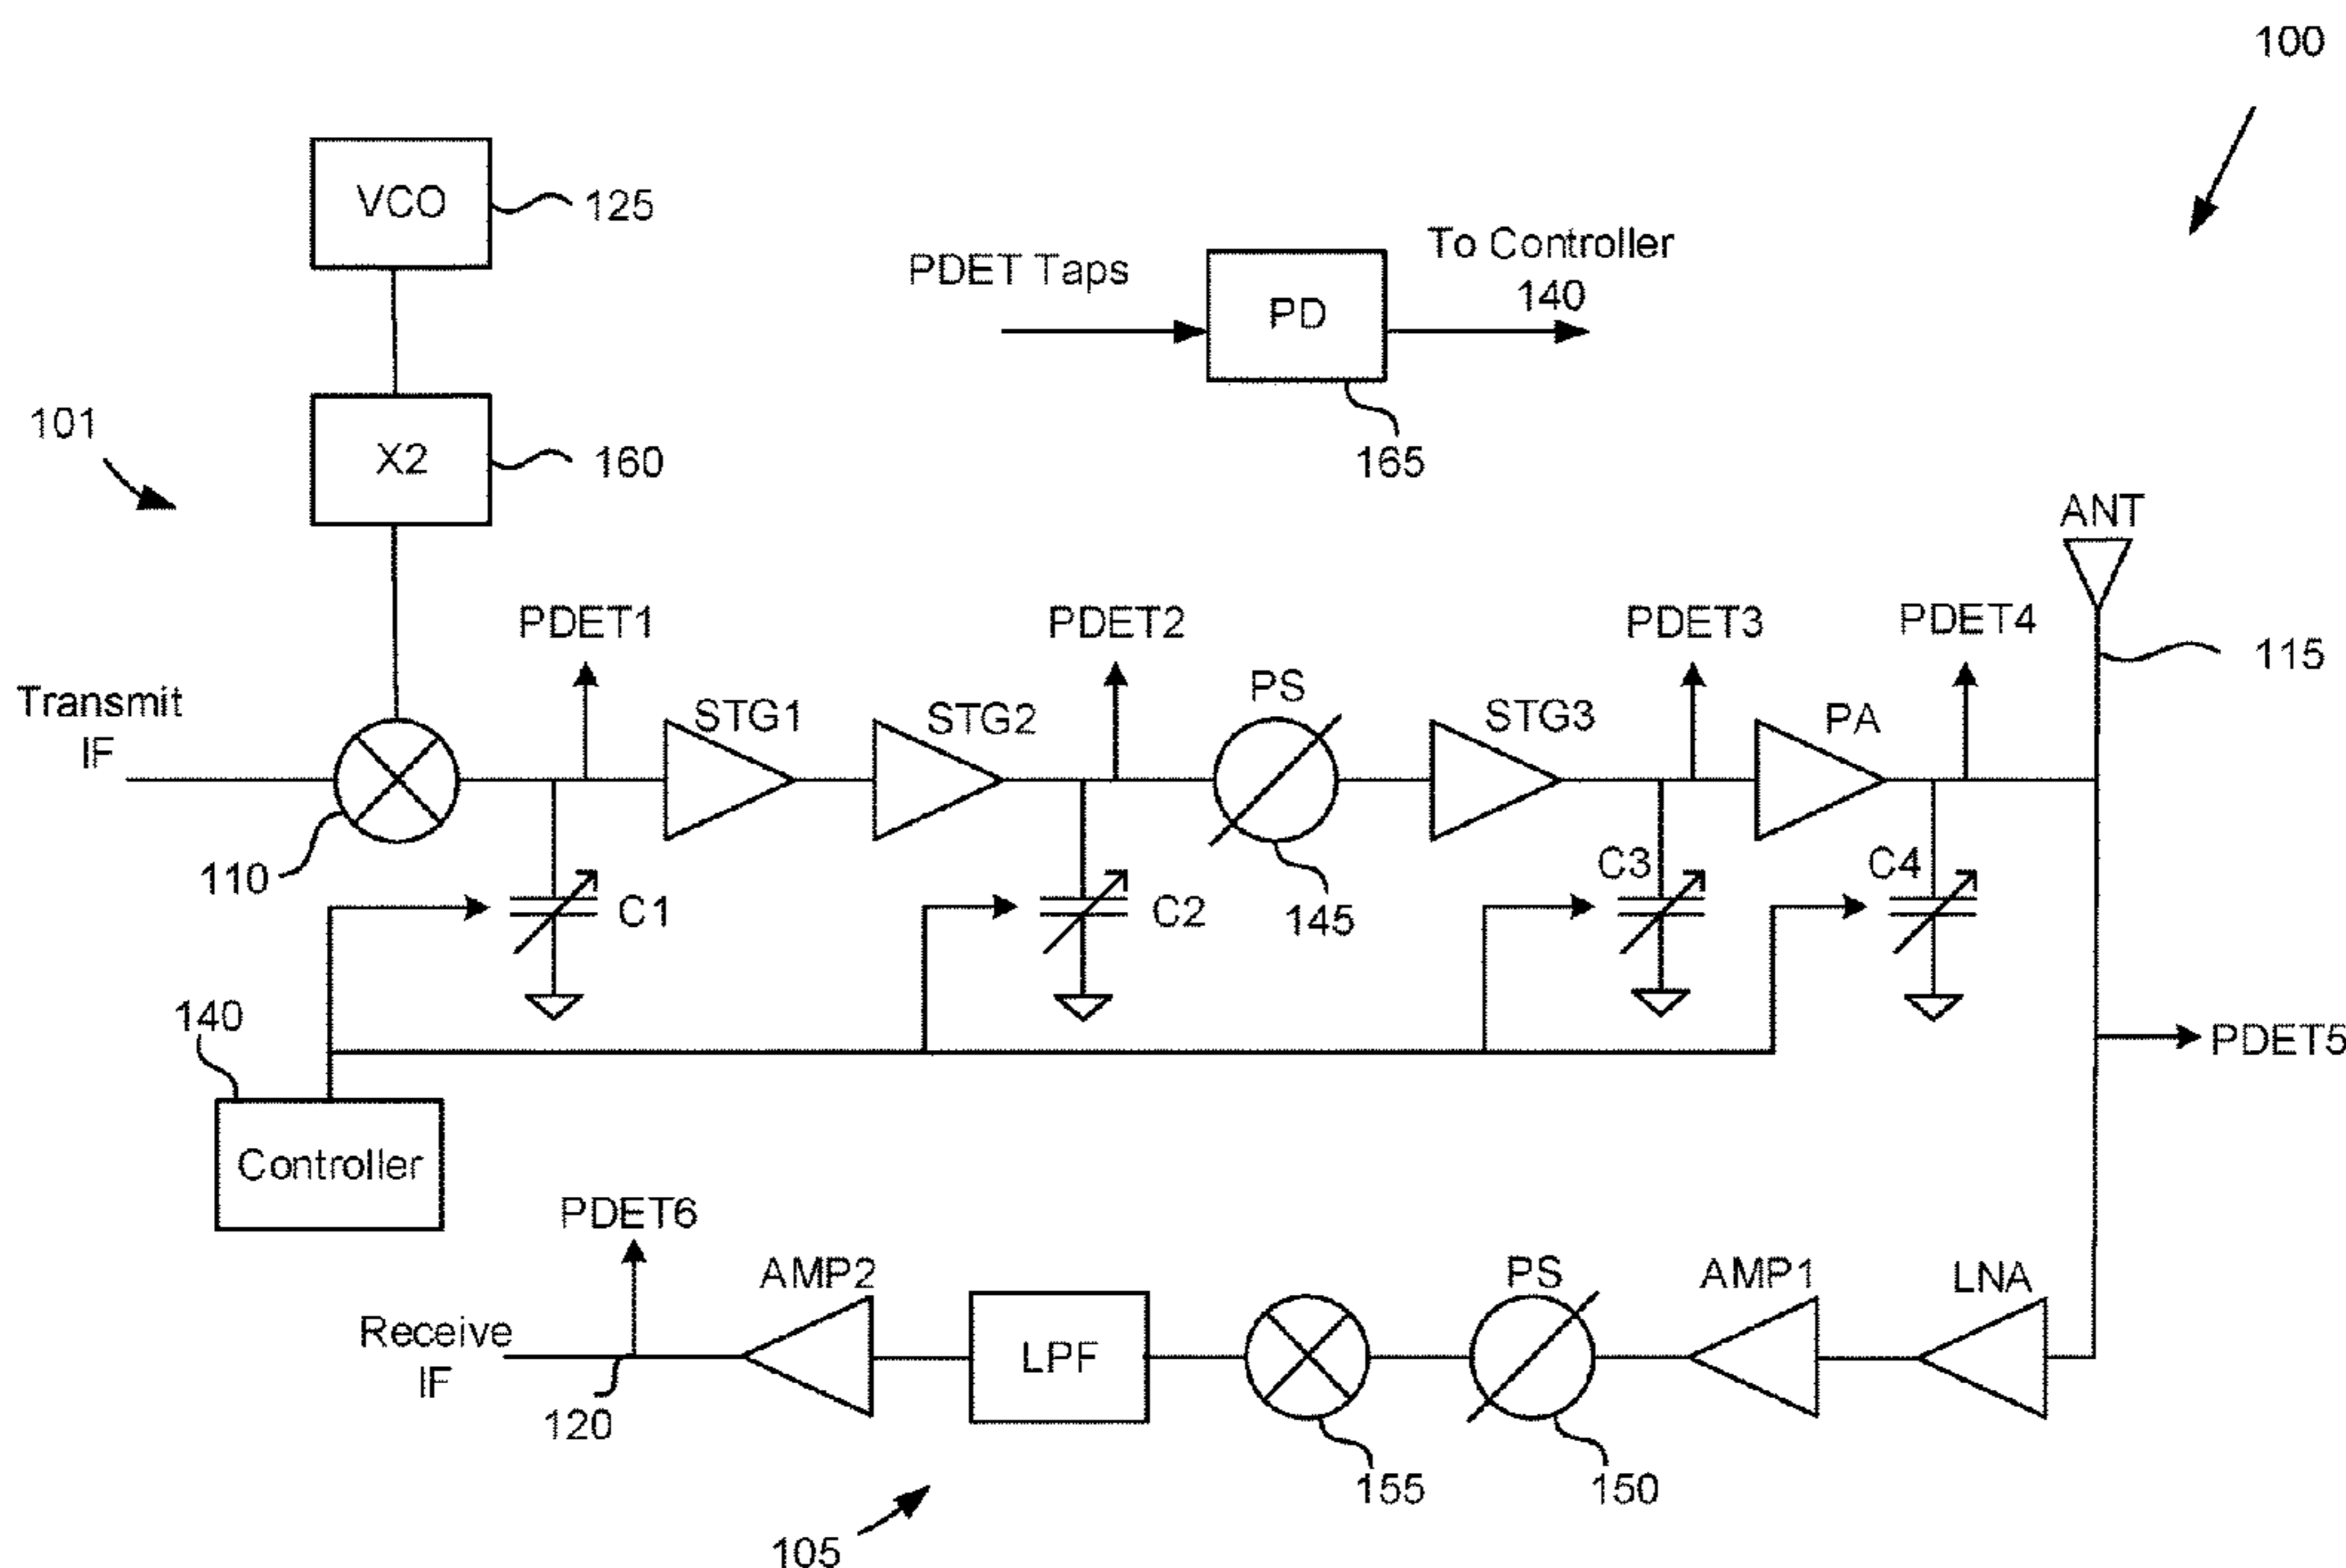 100
VCO
125
To Controller
140
PDET Taps
PD
101
X2
160
165
ANT
PDET1
PDET2
PDET3
PDET4
115
Transmit
IF
STG1
STG2
PS
STG3
PA
110
C1
C2
145
C3
C4
140
PDET5
Controller
PDET6
AMP2
PS
AMP1
LNA
Receive
IF
LPF
120
155
150
105